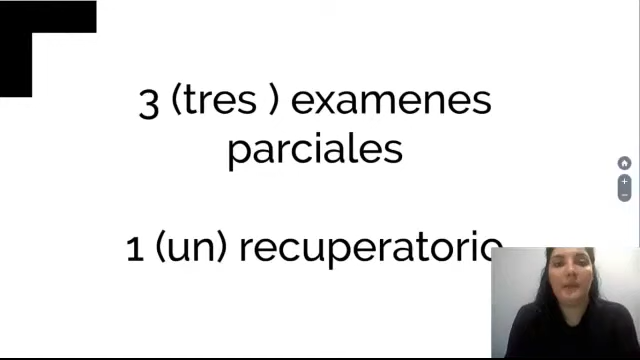 3 (tres ) examenes
parciales
1 (un) recuperatorio